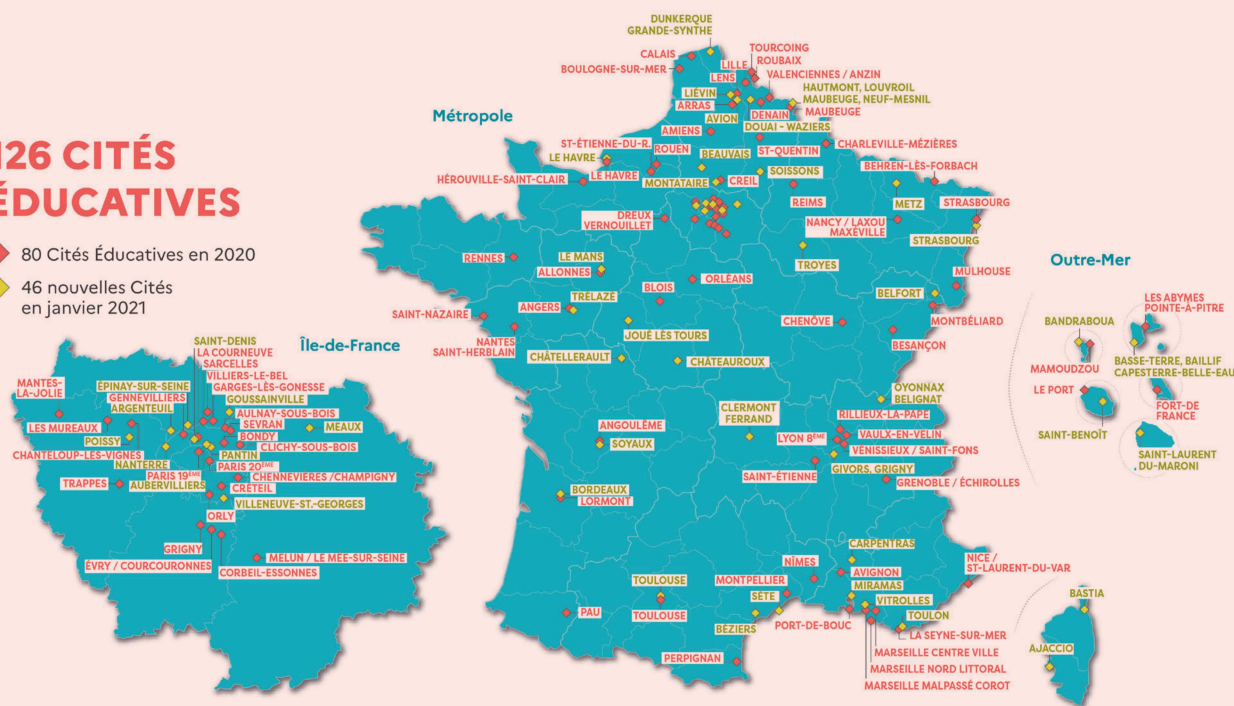 126 CITÉS
ÉDUCATIVES
80 Cités Éducatives en 2020
46 nouvelles Cités
en janvier 2021
Métropole
DUNKERQUE
GRANDE-SYNTHE
CALAIS
BOULOGNE-SUR-MER
TOURCOING
ROUBAIX
LILLE
LENS
VALENCIENNES / ANZIN
HAUTMONT, LOUVROIL
MAUBEUGE, NEUF-MESNIL
MAUBEUGE
LIÉVIN
ARRAS
AVION
DENAIN
DOUAI - WAZIERS
AMIENS
ST-QUENTIN
CHARLEVILLE-MÉZIÈRES
ST-ÉTIENNE-DU-R.
ROUEN
LE HAVRE
LE HAVRE
BEAUVAIS
SOISSONS
BEHREN-LÈS-FORBACH
HÉROUVILLE-SAINT-CLAIR
MONTATAIRE
CREIL
REIMS
METZ
STRASBOURG
DREUX
VERNOUILLET
NANCY / LAXOU
MAXÉVILLE
STRASBOURG
RENNES
LE MANS
ALLONNES
TROYES
ORLÉANS
BLOIS
MULHOUSE
BELFORT
TRÉLAZÉ
ANGERS
SAINT-NAZAIRE
NANTES
SAINT-HERBLAIN
JOUÉ LÈS TOURS
CHENÔVE
MONTBÉLIARD
BESANÇON
CHÂTELLERAULT
CHÂTEAUROUX
OYONNAX
BELIGNAT
CLERMONT
FERRAND
RILLIEUX-LA-PAPE
ANGOULÊME
SOYAUX
LYON 8ÈME
VAULX-EN-VELIN
VÉNISSIEUX / SAINT-FONS
SAINT-ÉTIENNE
GIVORS, GRIGNY
GRENOBLE / ÉCHIROLLES
BORDEAUX
LORMONT
CARPENTRAS
NÎMES
AVIGNON
NICE /
ST-LAURENT-DU-VAR
TOULOUSE
TOULOUSE
MONTPELLIER
MIRAMAS
SÈTE
VITROLLES
PAU
BÉZIERS
PORT-DE-BOUC
TOULON
LA SEYNE-SUR-MER
PERPIGNAN
MARSEILLE CENTRE VILLE
MARSEILLE NORD LITTORAL
MARSEILLE MALPASSÉ COROT
BASTIA
AJACCIO
Outre-Mer
LES ABYMES
POINTE-À-PITRE
BANDRABOUA
MAMOUDZOU
BASSE-TERRE, BAILLIF
CAPESTERRE-BELLE-EAU
LE PORT
FORT-DE
FRANCE
SAINT-BENOÎT
SAINT-LAURENT
DU-MARONI
Île-de-France
SAINT-DENIS
LA COURNEUVE
SARCELLES
VILLIERS-LE-BEL
GARGES-LÈS-GONESSE
GOUSSAINVILLE
MANTES-
LA-JOLIE
ÉPINAY-SUR-SEINE
GENNEVILLIERS
ARGENTEUIL
AULNAY-SOUS-BOIS
SEVRAN
MEAUX
LES MUREAUX
BONDY
POISSY
CLICHY-SOUS-BOIS
CHANTELOUP-LES-VIGNES
PANTIN
NANTERRE
PARIS 20ÈME
PARIS 19ÈME
CHENNEVIÈRES /CHAMPIGNY
TRAPPES
AUBERVILLIERS
CRÉTEIL
VILLENEUVE-ST.-GEORGES
ORLY
GRIGNY
MELUN / LE MEE-SUR-SEINE
ÉVRY / COURCOURONNES
CORBEIL-ESSONNES